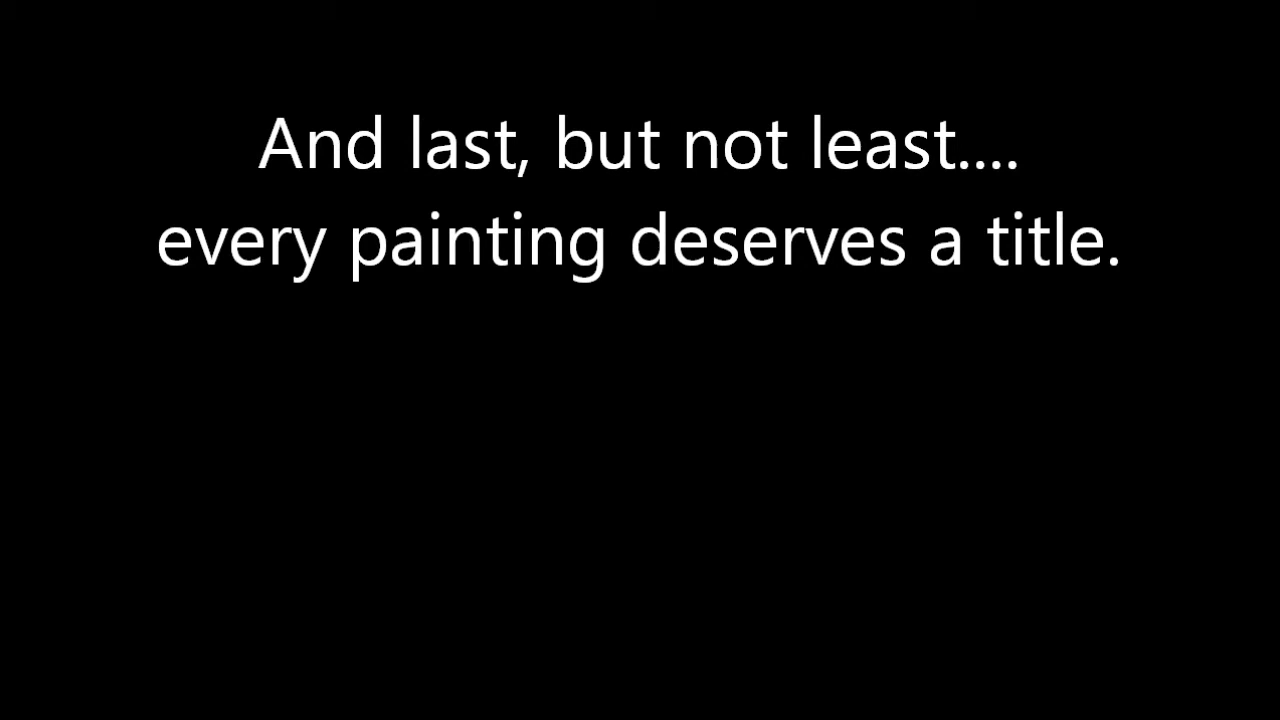 And last, but not least....
every painting deserves a title.